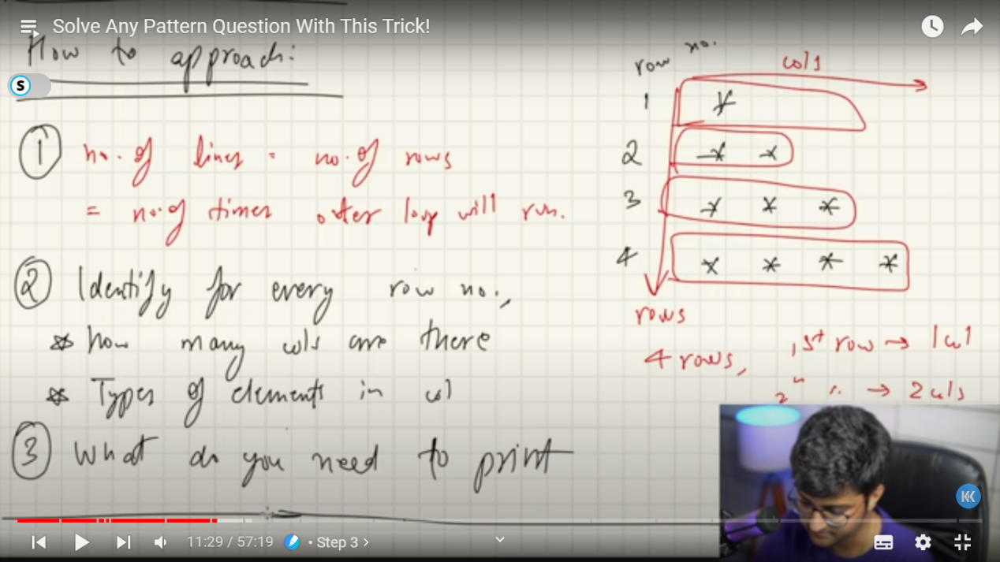 Solve Any Pattern Question With This Trick!
How to approach:
S
1 no. of lines = no. of rows
= no. of times outer loop will run.
2 Identify for every row no.,
* how many cols are there
* Types of elements in col
3 What do you need to print
row no.
cols
1 *
2 * *
3 * * *
4 * * * *
rows
4 rows,
1st row → 1 col
2n " → 2 cols
KK
11:29 / 57:19 • Step 3 >